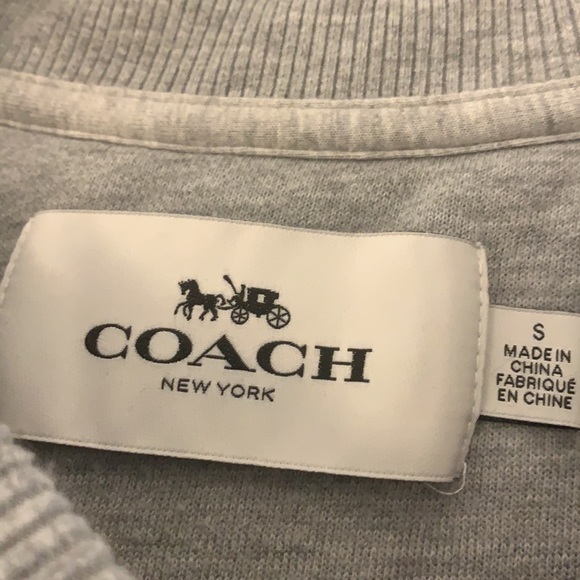 COACH
NEW YORK
S
MADE IN
CHINA
FABRIQUÉ
EN CHINE